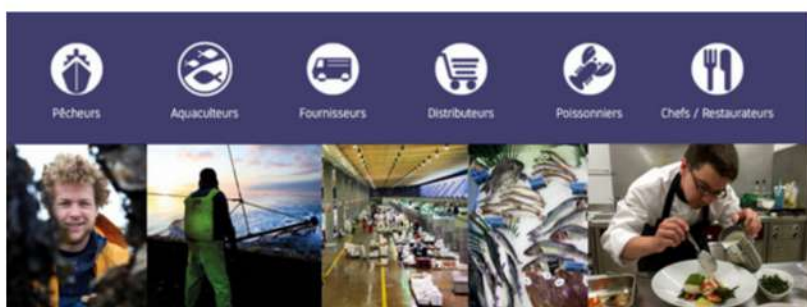 Pêcheurs
Aquaculteurs
Fournisseurs
Distributeurs
Poissonniers
Chefs / Restaurateurs